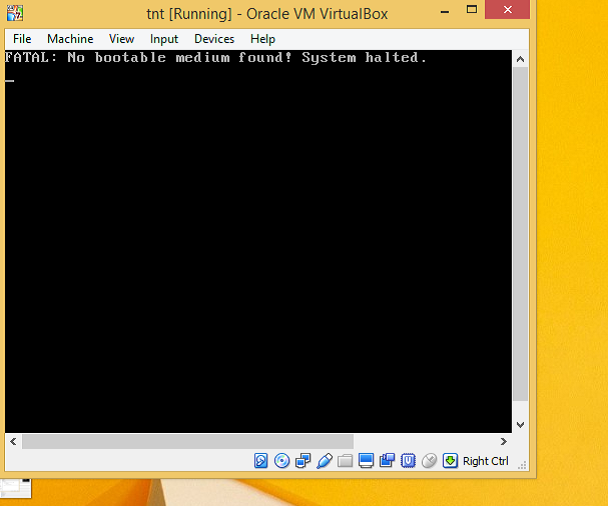 tnt [Running] - Oracle VM VirtualBox
File Machine View Input Devices Help
FATAL: No bootable medium found! System halted.
Right Ctrl